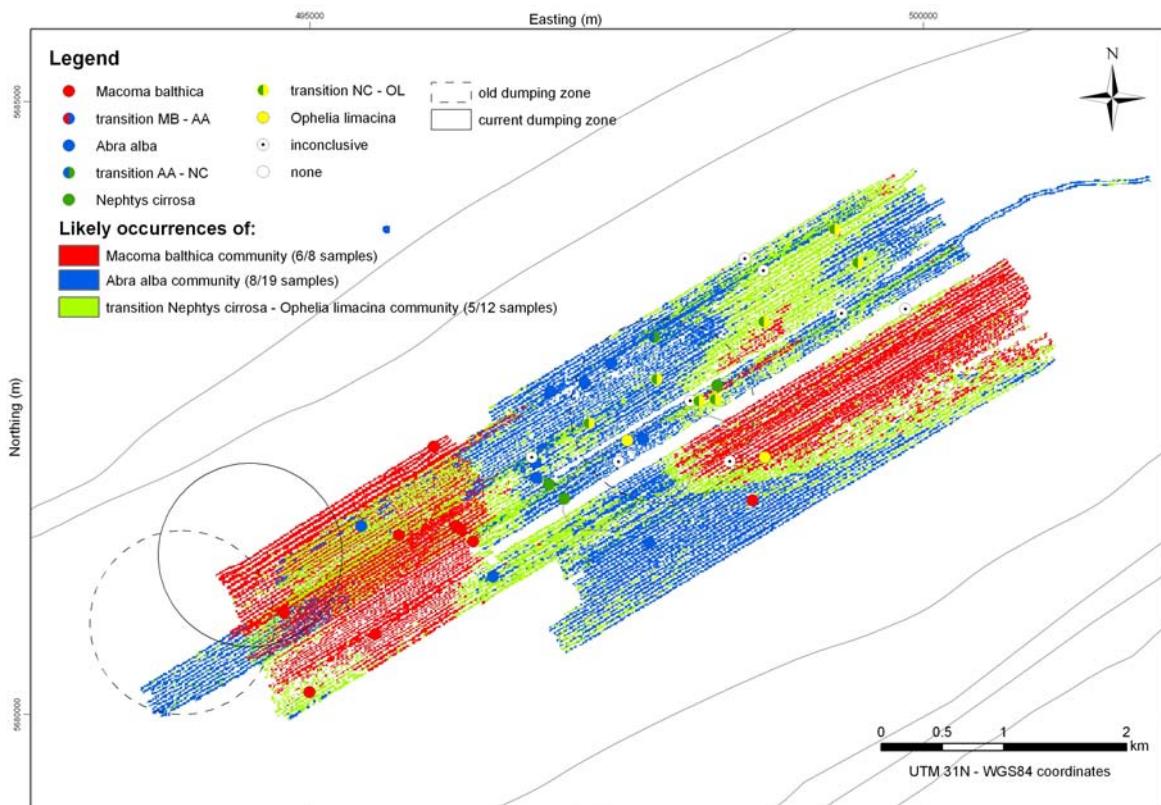 495000
Easting (m)
500000
Legend
N
Macoma balthica
transition NC - OL
old dumping zone
transition MB - AA
Ophelia limacina
current dumping zone
Abra alba
inconclusive
transition AA - NC
none
Nephtys cirrosa
Likely occurrences of:
Macoma balthica community (6/8 samples)
Abra alba community (8/19 samples)
transition Nephtys cirrosa - Ophelia limacina community (5/12 samples)
5685000
Northing (m)
5680000
0 0.5 1 2
km
UTM 31N - WGS84 coordinates